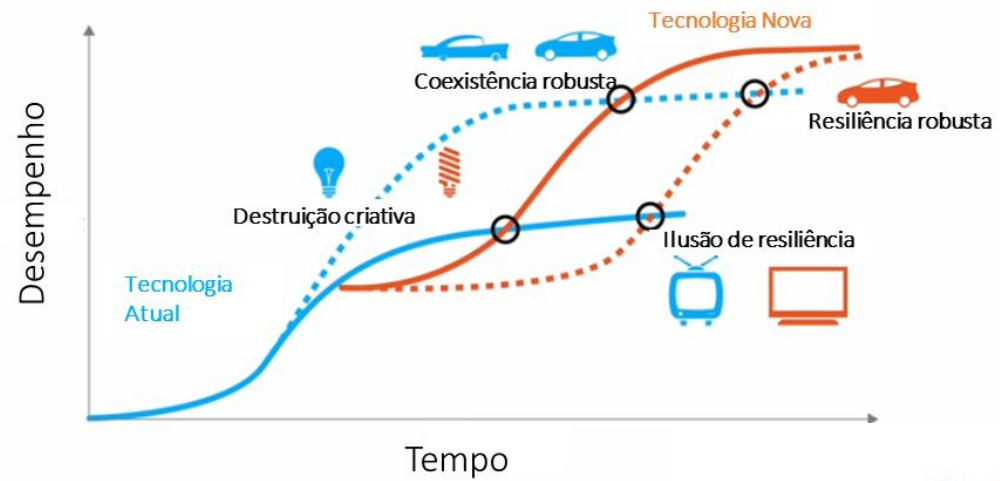 Tecnologia Nova
Coexistência robusta
Resiliência robusta
Destruição criativa
Ilusão de resiliência
Tecnologia
Atual
Desempenho
Tempo